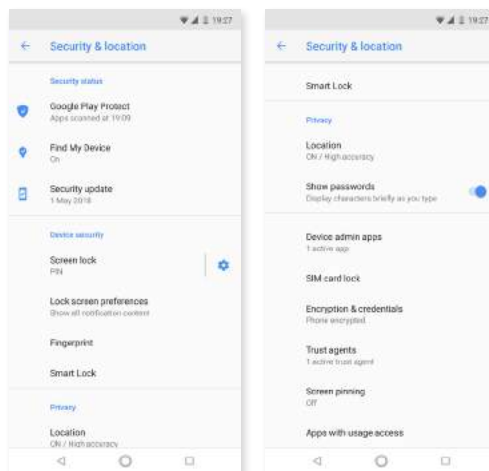 19:27
Security & location
Security status
Google Play Protect
Apps scanned at 19:09
Find My Device
On
Security update
1 May 2018
Device security
Screen lock
PIN
Lock screen preferences
Show all notification content
Fingerprint
Smart Lock
Privacy
Location
ON / High accuracy
19:27
Security & location
Smart Lock
Privacy
Location
ON / High accuracy
Show passwords
Display characters briefly as you type
Device admin apps
1 active app
SIM card lock
Encryption & credentials
Phone encrypted
Trust agents
1 active trust agent
Screen pinning
Off
Apps with usage access